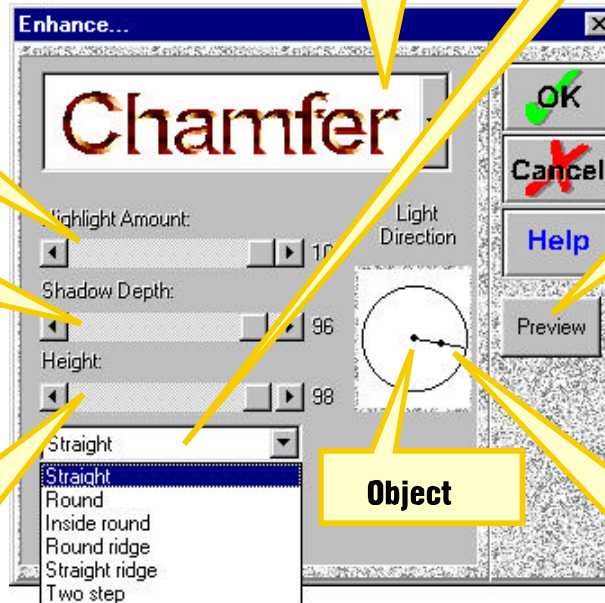 Enhance...
Chamfer
OK
Cancel
Help
Preview
Highlight Amount:
Light
Direction
Shadow Depth:
96
Height:
98
Straight
Straight
Round
Inside round
Round ridge
Straight ridge
Two step
Object